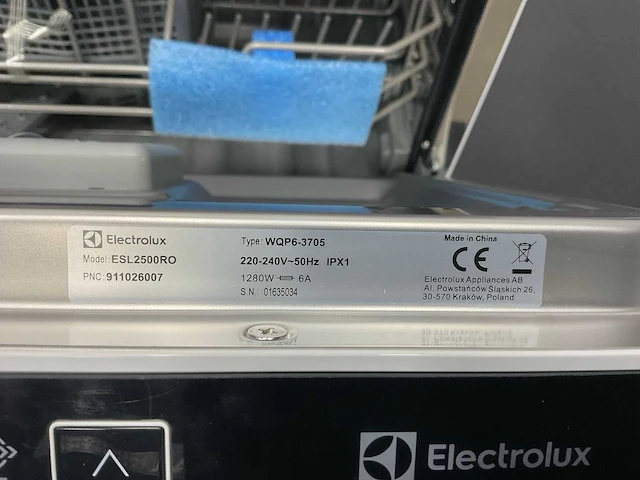 Electrolux
Model: ESL2500RO
PNC: 911026007
Type: WQP6-3705
220-240V~50Hz IPX1
1280W 6A
S.N.: 01635034
Made in China
CE
Electrolux Appliances AB
Al. Powstańców Śląskich 26,
30-570 Kraków, Poland
Electrolux